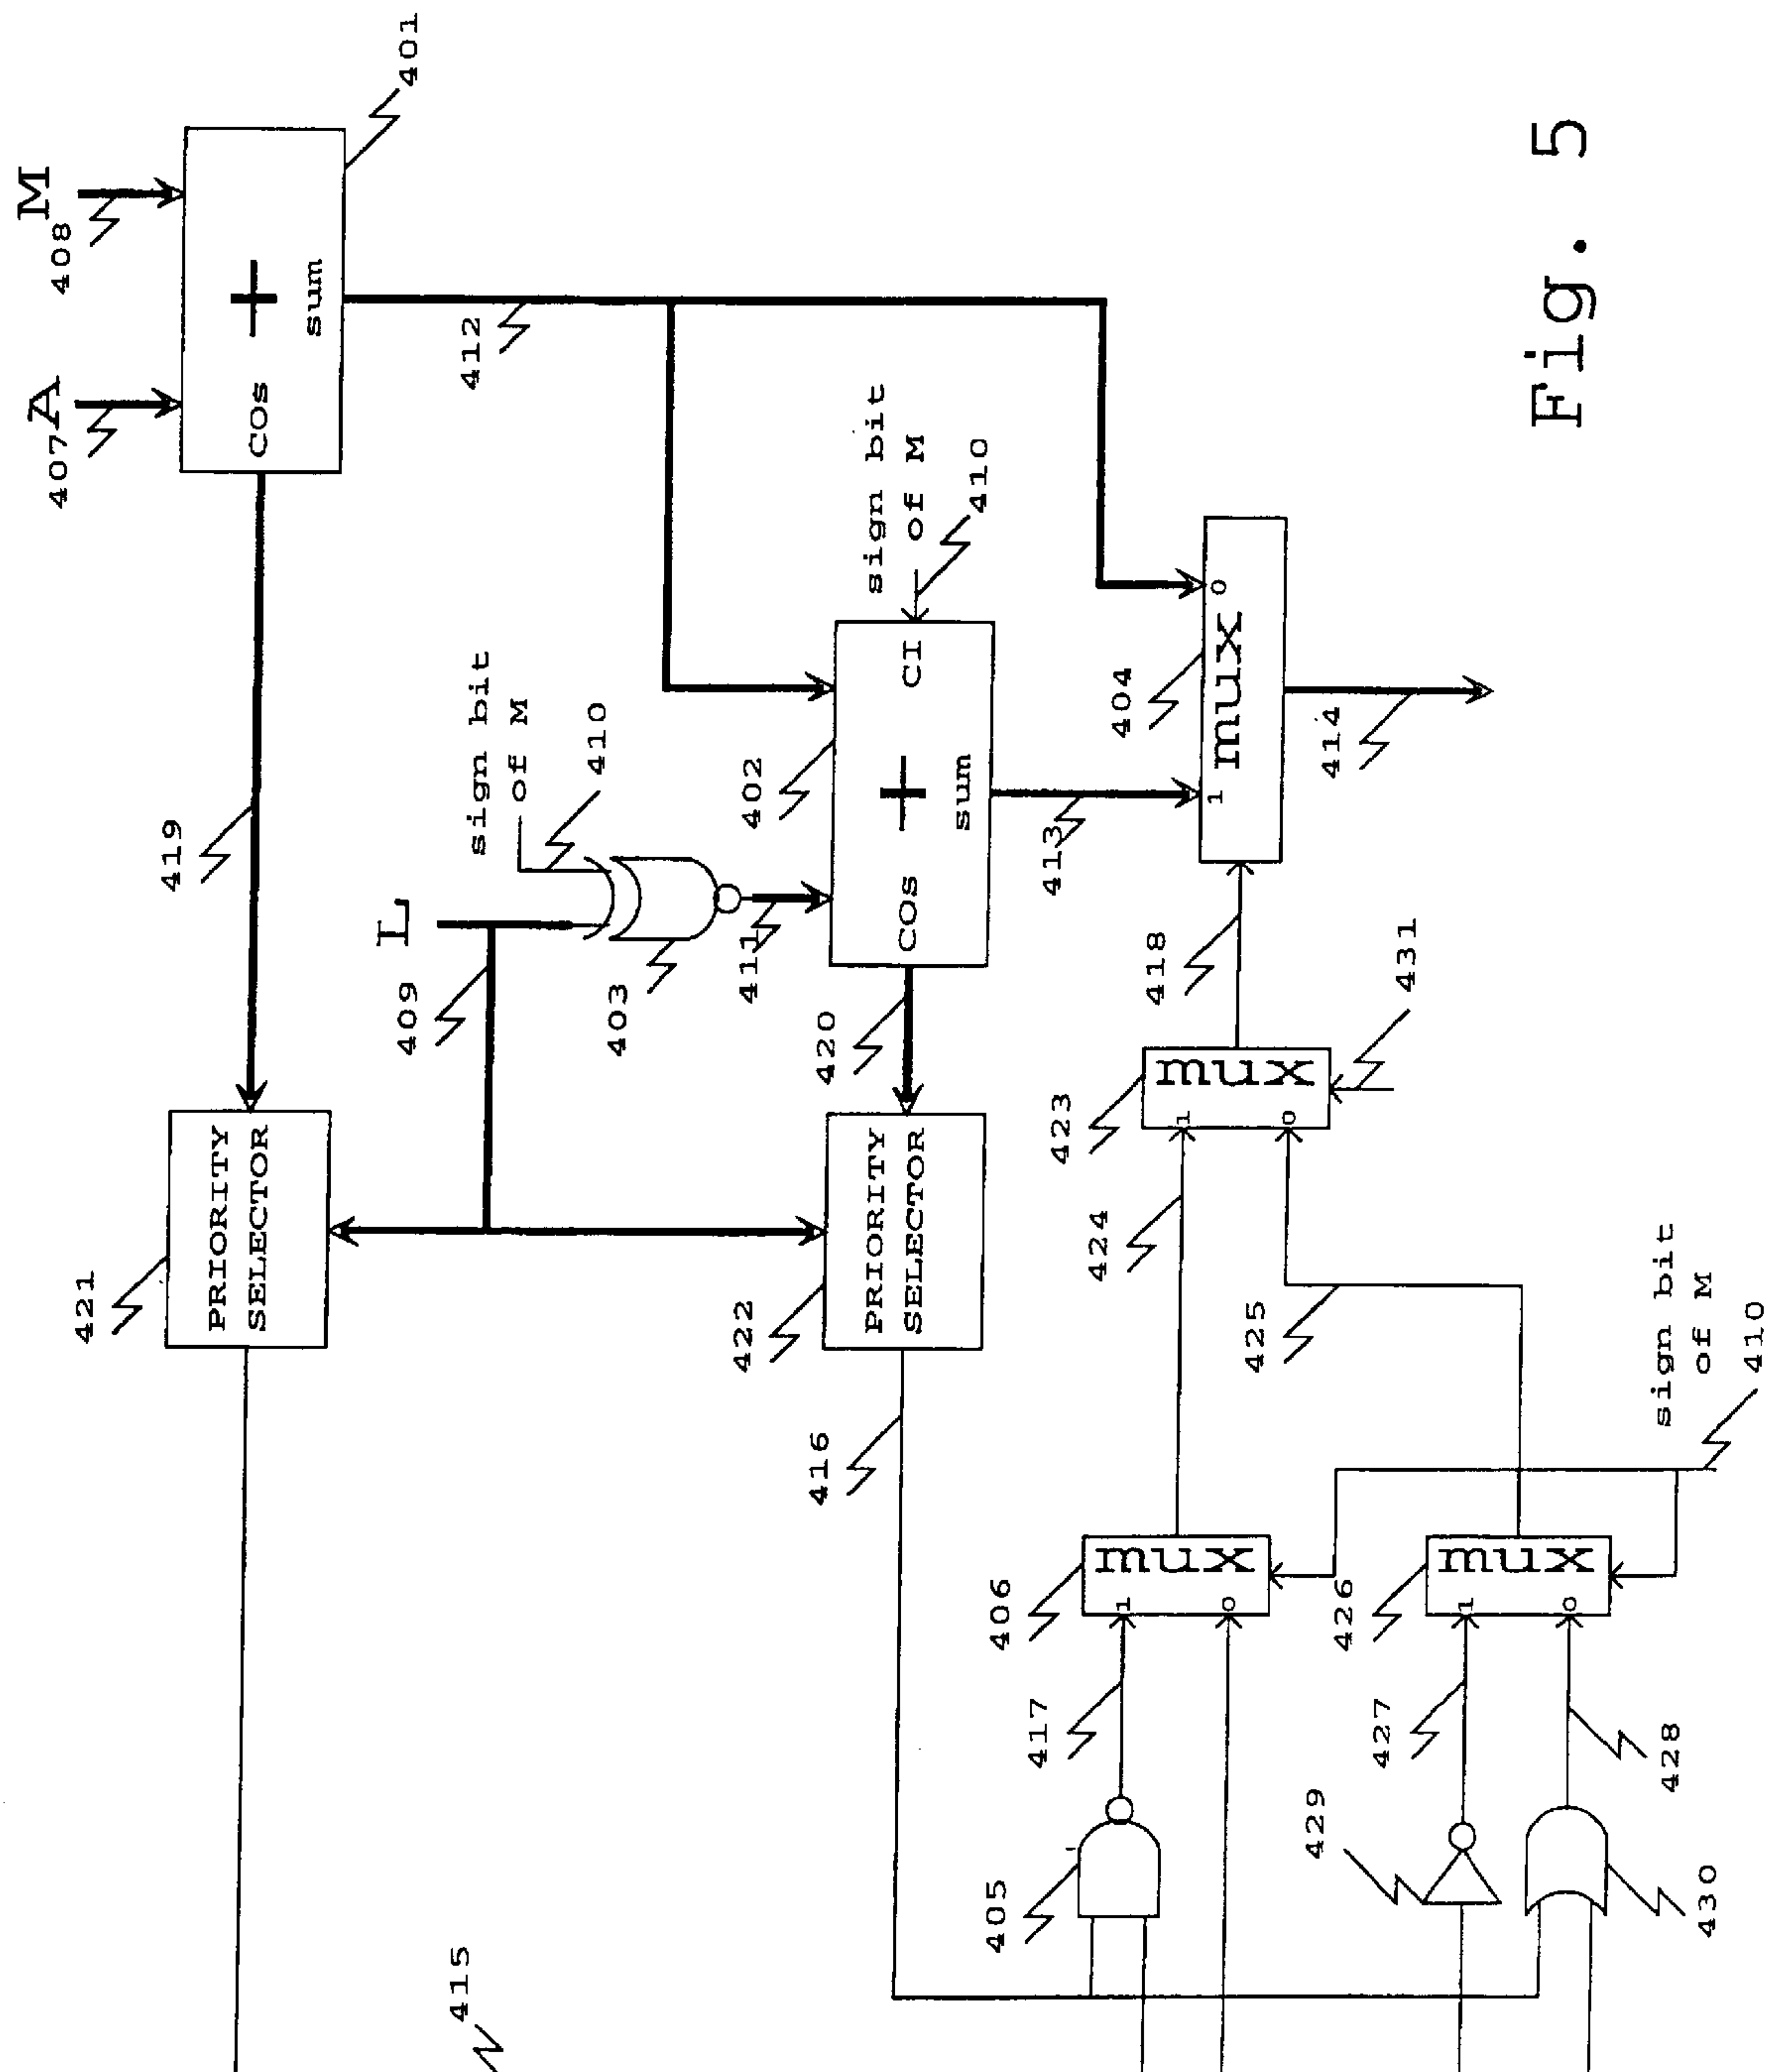 M
408
A
407
401
+
COs
sum
412
419
sign bit
of M
410
L
409
403
411
sign bit
of M
410
402
+
COs
CI
sum
420
413
404
mux
1
0
414
418
421
PRIORITY
SELECTOR
422
PRIORITY
SELECTOR
416
423
mux
1
0
431
424
425
sign bit
of M
410
406
mux
1
0
426
mux
1
0
417
427
428
405
429
430
415
Fig. 5